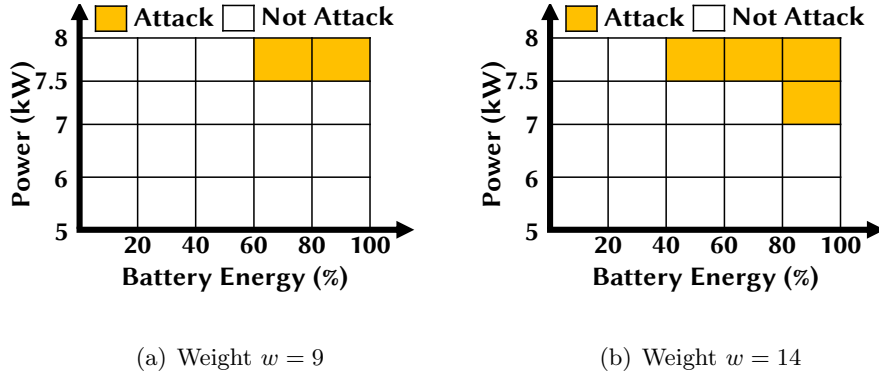 Attack Not Attack
Power (kW)
8
7.5
7
6
5
20 40 60 80 100
Battery Energy (%)
(a) Weight w = 9
Attack Not Attack
Power (kW)
8
7.5
7
6
5
20 40 60 80 100
Battery Energy (%)
(b) Weight w = 14